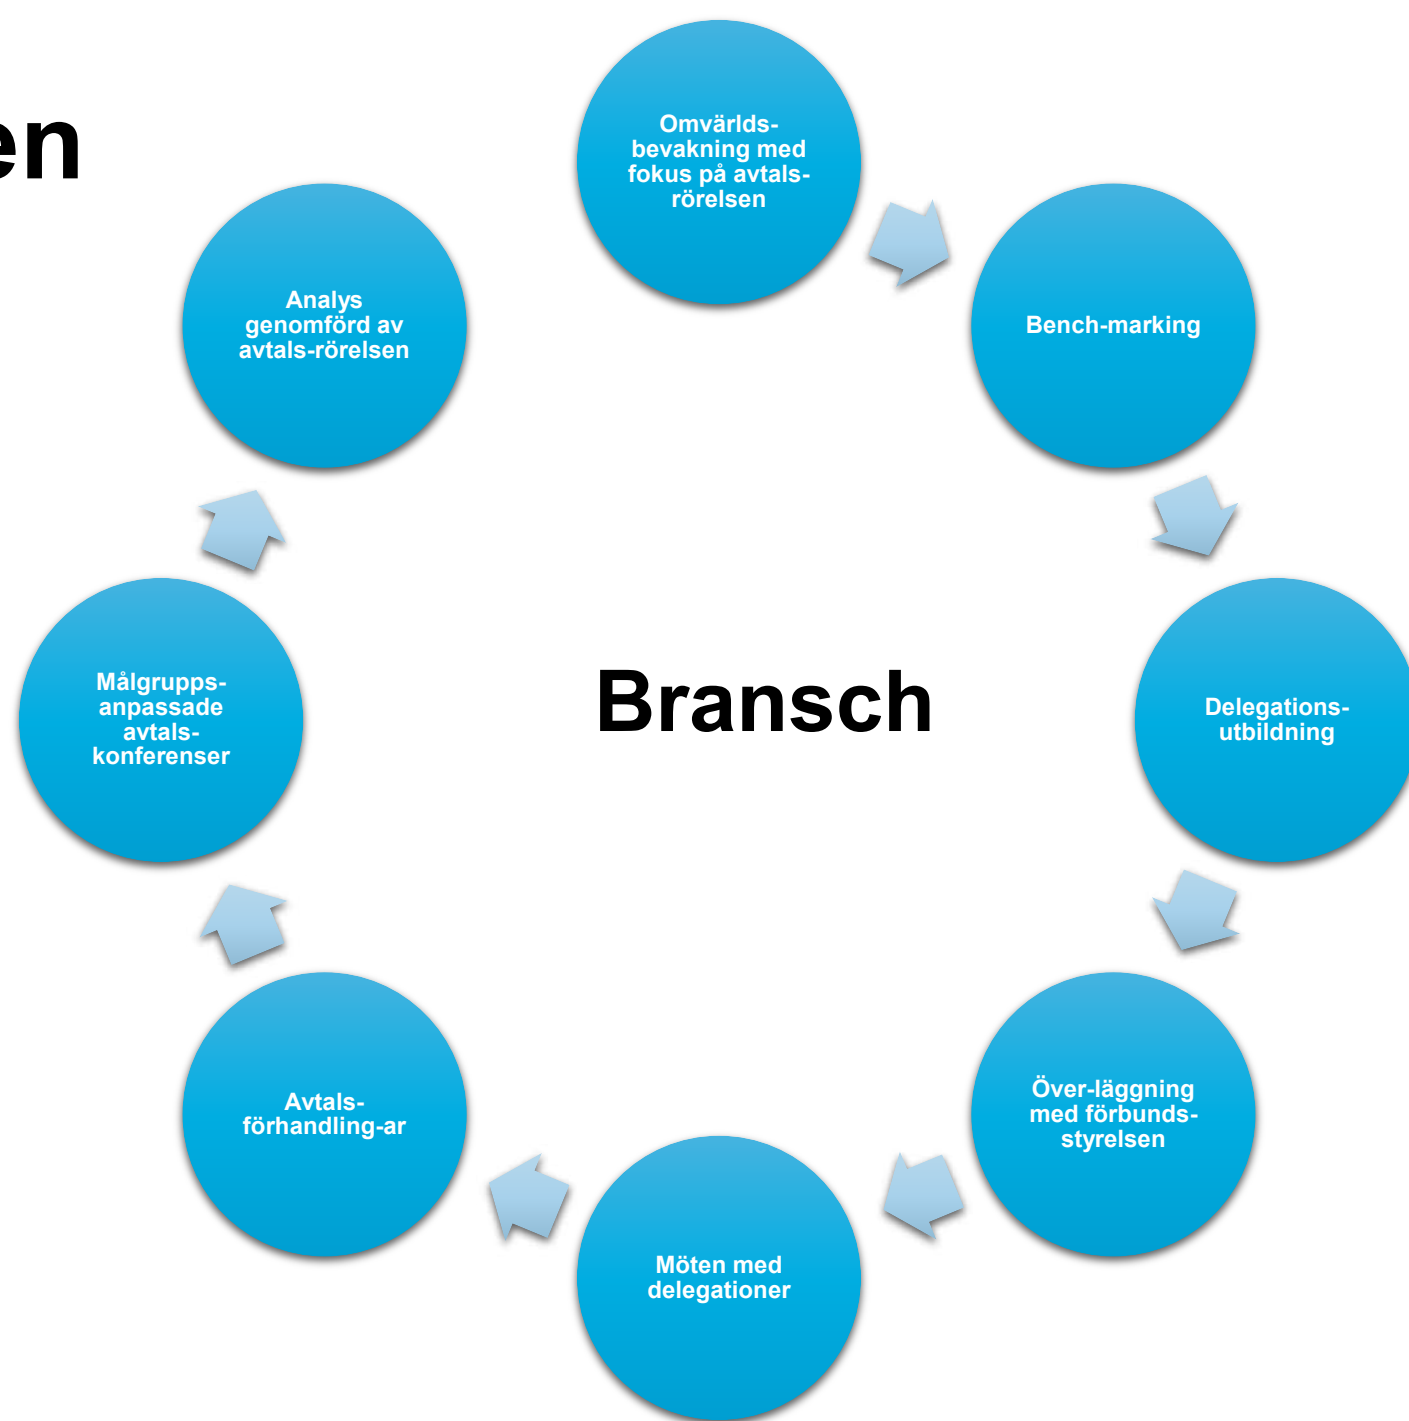 en
Omvärlds-
bevakning med
fokus på avtals-
rörelsen
Bench-marking
Delegations-
utbildning
Över-läggning
med förbunds-
styrelsen
Möten med
delegationer
Avtals-
förhandling-ar
Målgrupps-
anpassade
avtals-
konferenser
Analys
genomförd av
avtals-rörelsen
Bransch